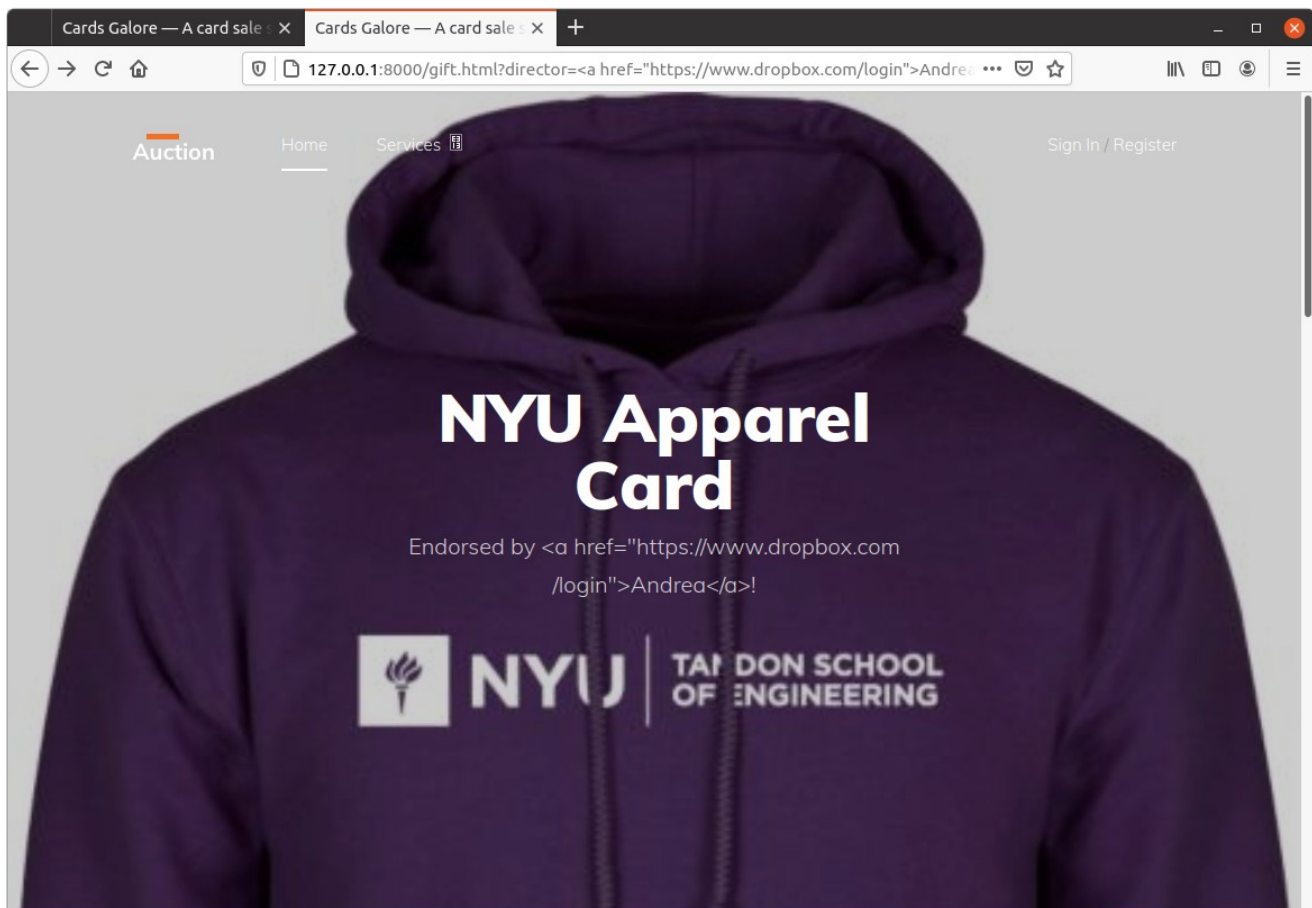 Cards Galore — A card sale s
Cards Galore — A card sale s
127.0.0.1:8000/gift.html?director=<a href="https://www.dropbox.com/login">Andrea
Auction
Home
Services
Sign In / Register
NYU Apparel
Card
Endorsed by <a href="https://www.dropbox.com
/login">Andrea</a>!
NYU
TANDON SCHOOL
OF ENGINEERING